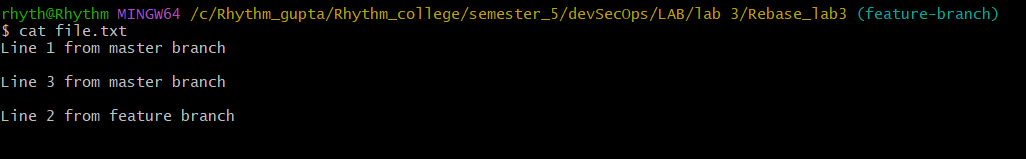 rhyth@Rhythm MINGW64 /c/Rhythm_gupta/Rhythm_college/semester_5/devSecOps/LAB/lab 3/Rebase_lab3 (feature-branch)
$ cat file.txt
Line 1 from master branch
Line 3 from master branch
Line 2 from feature branch